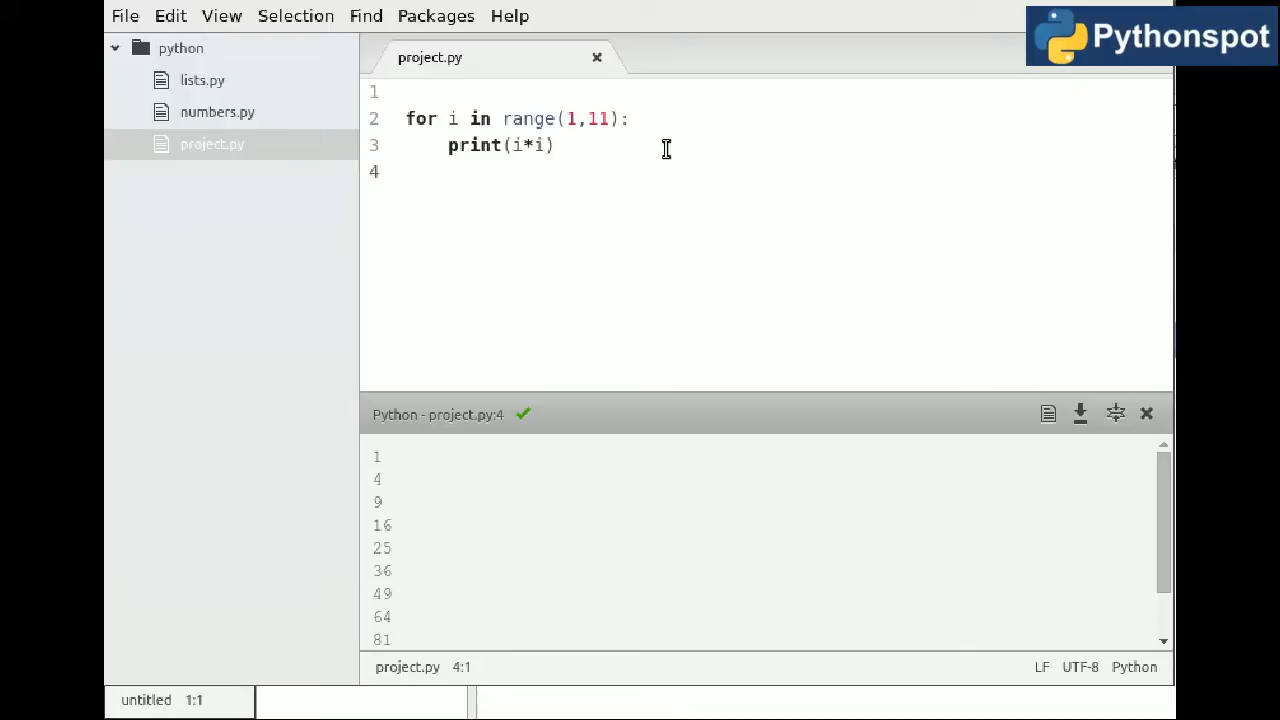 File Edit View Selection Find Packages Help
Pythonspot
python
lists.py
numbers.py
project.py
project.py
1
2 for i in range(1,11):
3 print(i*i)
4
Python - project.py:4
1
4
9
16
25
36
49
64
81
project.py 4:1 LF UTF-8 Python
untitled 1:1